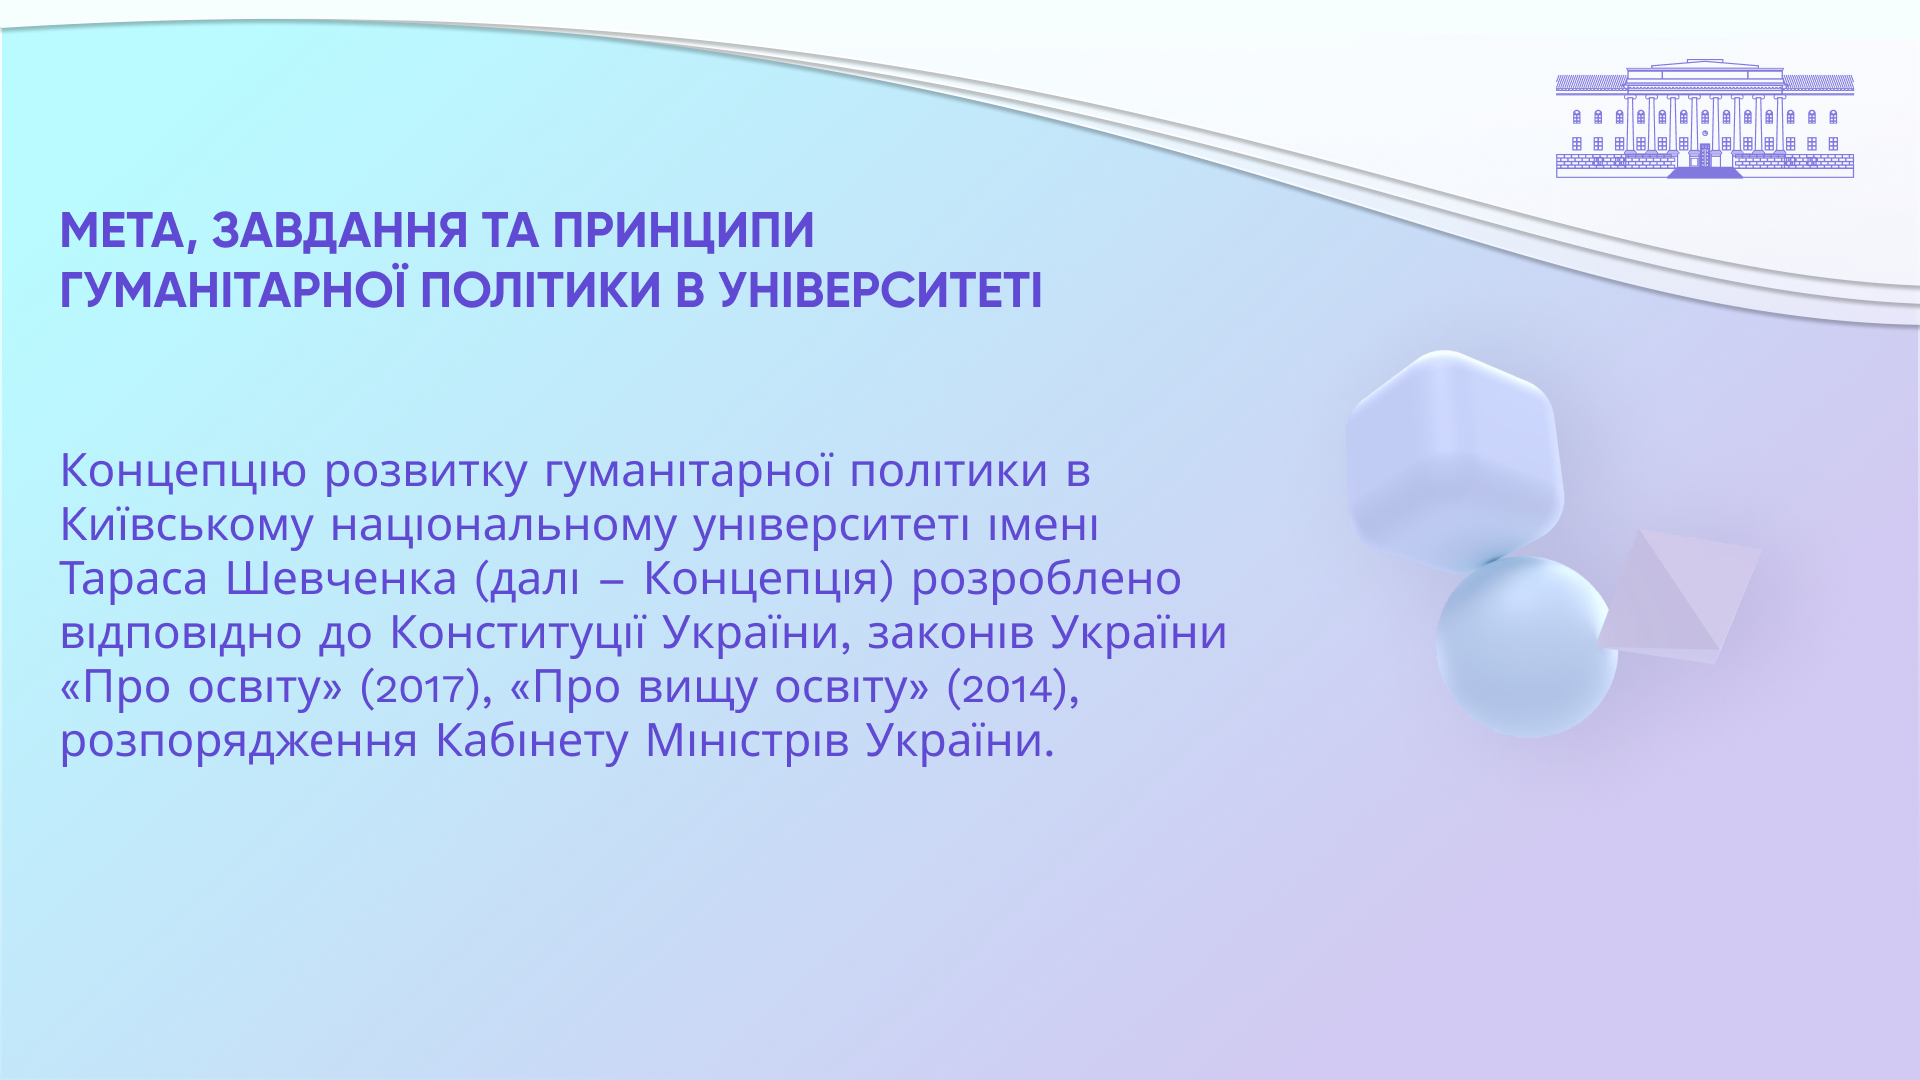 МЕТА, ЗАВДАННЯ ТА ПРИНЦИПИ
ГУМАНІТАРНОЇ ПОЛІТИКИ В УНІВЕРСИТЕТІ
Концепцію розвитку гуманітарної політики в
Київському національному університеті імені
Тараса Шевченка (далі – Концепція) розроблено
відповідно до Конституції України, законів України
«Про освіту» (2017), «Про вищу освіту» (2014),
розпорядження Кабінету Міністрів України.